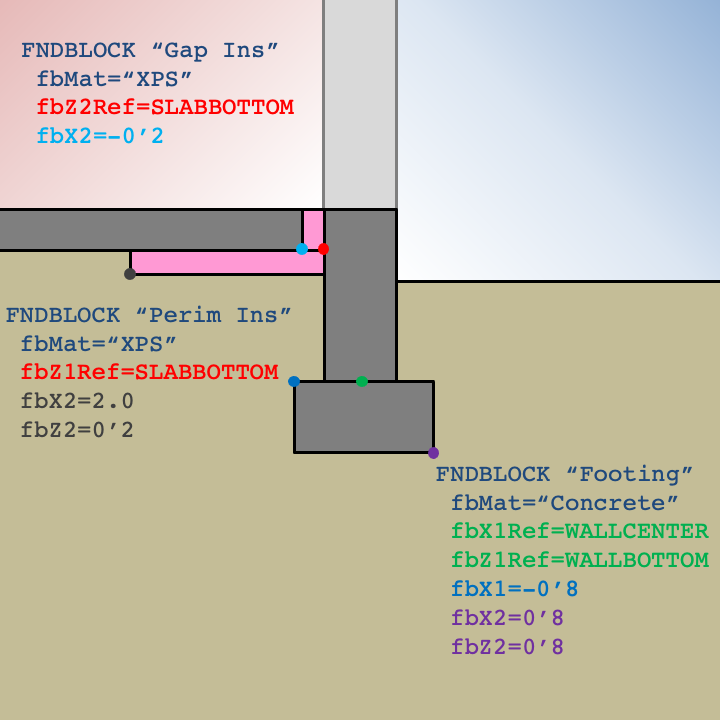 FNDBLOCK “Gap Ins”
fbMat=“XPS”
fbZ2Ref=SLABBOTTOM
fbX2=-0’2
FNDBLOCK “Perim Ins”
fbMat=“XPS”
fbZ1Ref=SLABBOTTOM
fbX2=2.0
fbZ2=0’2
FNDBLOCK “Footing”
fbMat=“Concrete”
fbX1Ref=WALLCENTER
fbZ1Ref=WALLBOTTOM
fbX1=-0’8
fbX2=0’8
fbZ2=0’8